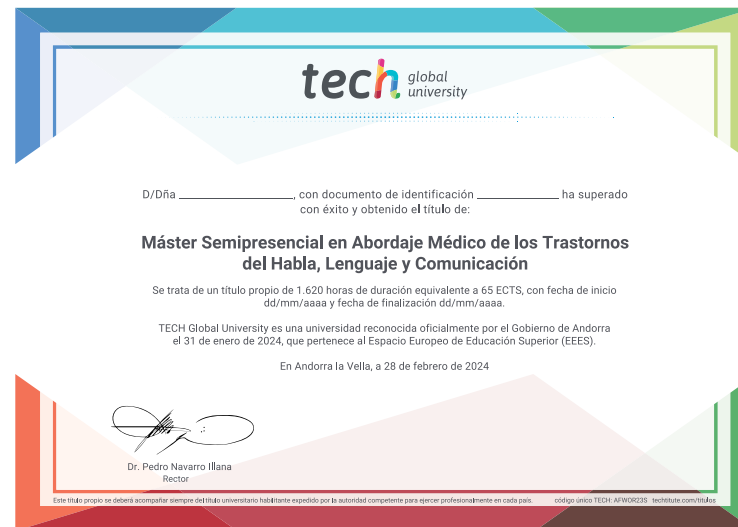 tech global university
D/Dña ______________, con documento de identificación __________ ha superado
con éxito y obtenido el título de:
Máster Semipresencial en Abordaje Médico de los Trastornos
del Habla, Lenguaje y Comunicación
Se trata de un título propio de 1.620 horas de duración equivalente a 65 ECTS, con fecha de inicio
dd/mm/aaaa y fecha de finalización dd/mm/aaaa.
TECH Global University es una universidad reconocida oficialmente por el Gobierno de Andorra
el 31 de enero de 2024, que pertenece al Espacio Europeo de Educación Superior (EEES).
En Andorra la Vella, a 28 de febrero de 2024
Dr. Pedro Navarro Illana
Rector
Este título propio se deberá acompañar siempre del título universitario habilitante expedido por la autoridad competente para ejercer profesionalmente en cada país. código único TECH: AFWOR23S techtitute.com/titulos